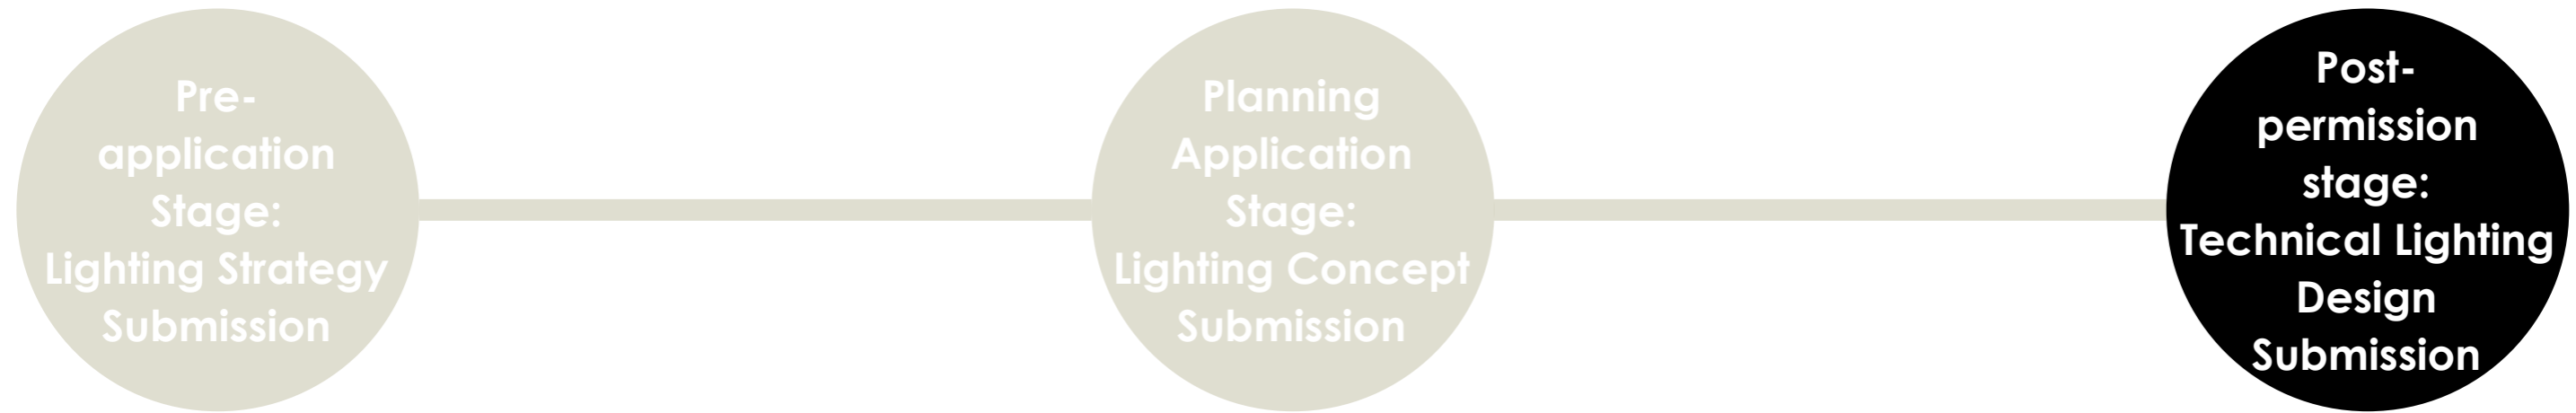 Pre-
application
Stage:
Lighting Strategy
Submission
Planning
Application
Stage:
Lighting Concept
Submission
Post-
permission
stage:
Technical Lighting
Design
Submission